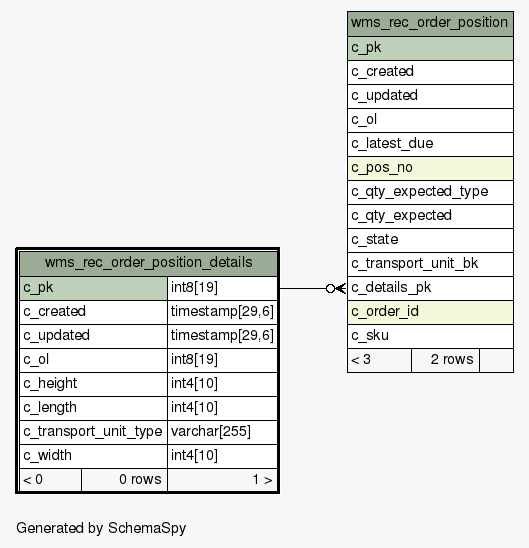 wms_rec_order_position
c_pk
c_created
c_updated
c_ol
c_latest_due
c_pos_no
c_qty_expected_type
c_qty_expected
c_state
c_transport_unit_bk
c_details_pk
c_order_id
c_sku
< 3 2 rows
wms_rec_order_position_details
c_pk int8[19]
c_created timestamp[29,6]
c_updated timestamp[29,6]
c_ol int8[19]
c_height int4[10]
c_length int4[10]
c_transport_unit_type varchar[255]
c_width int4[10]
< 0 0 rows 1 >
Generated by SchemaSpy